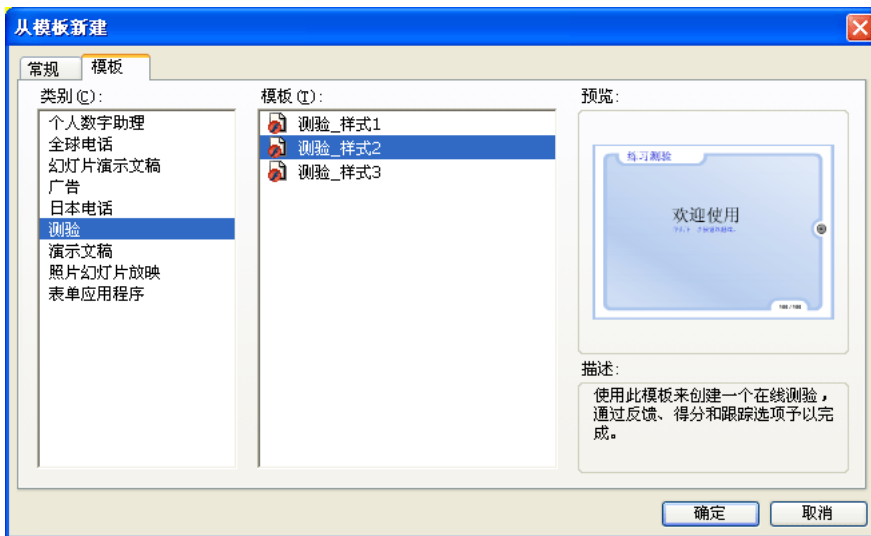 从模板新建
常规
模板
类别(C):
个人数字助理
全球电话
幻灯片演示文稿
广告
日本电话
测验
演示文稿
照片幻灯片放映
表单应用程序
模板(T):
测验_样式1
测验_样式2
测验_样式3
预览:
练习测验
欢迎使用
100 / 100
描述:
使用此模板来创建一个在线测验，
通过反馈、得分和跟踪选项予以完
成。
确定
取消